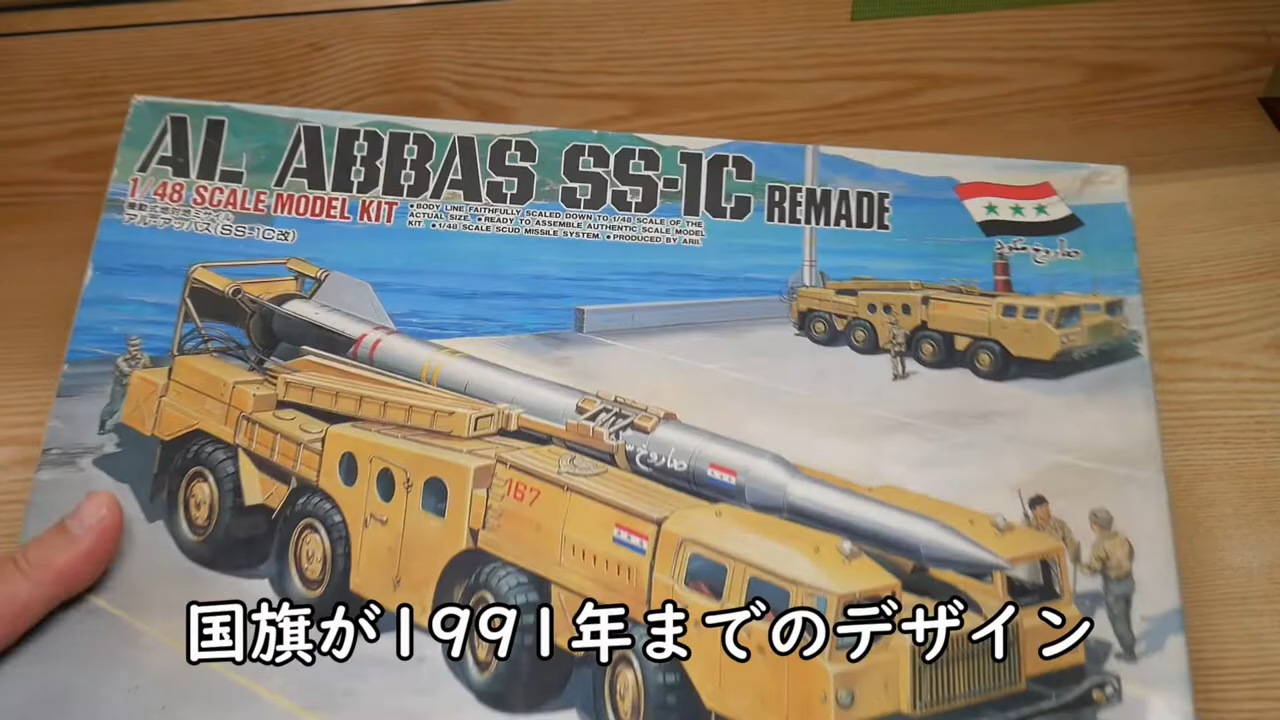 AL ABBAS SS-1C REMADE
1/48 SCALE MODEL KIT
アル・アッバス(SS-1C改)
●BODY LINE FAITHFULLY SCALED DOWN TO 1/48 SCALE OF THE
ACTUAL SIZE. ●READY TO ASSEMBLE AUTHENTIC SCALE MODEL
KIT. ●1/48 SCALE SCUD MISSILE SYSTEM. ●PRODUCED BY ARII.
صاروخ سكود
صاروخ
167
国旗が1991年までのデザイン